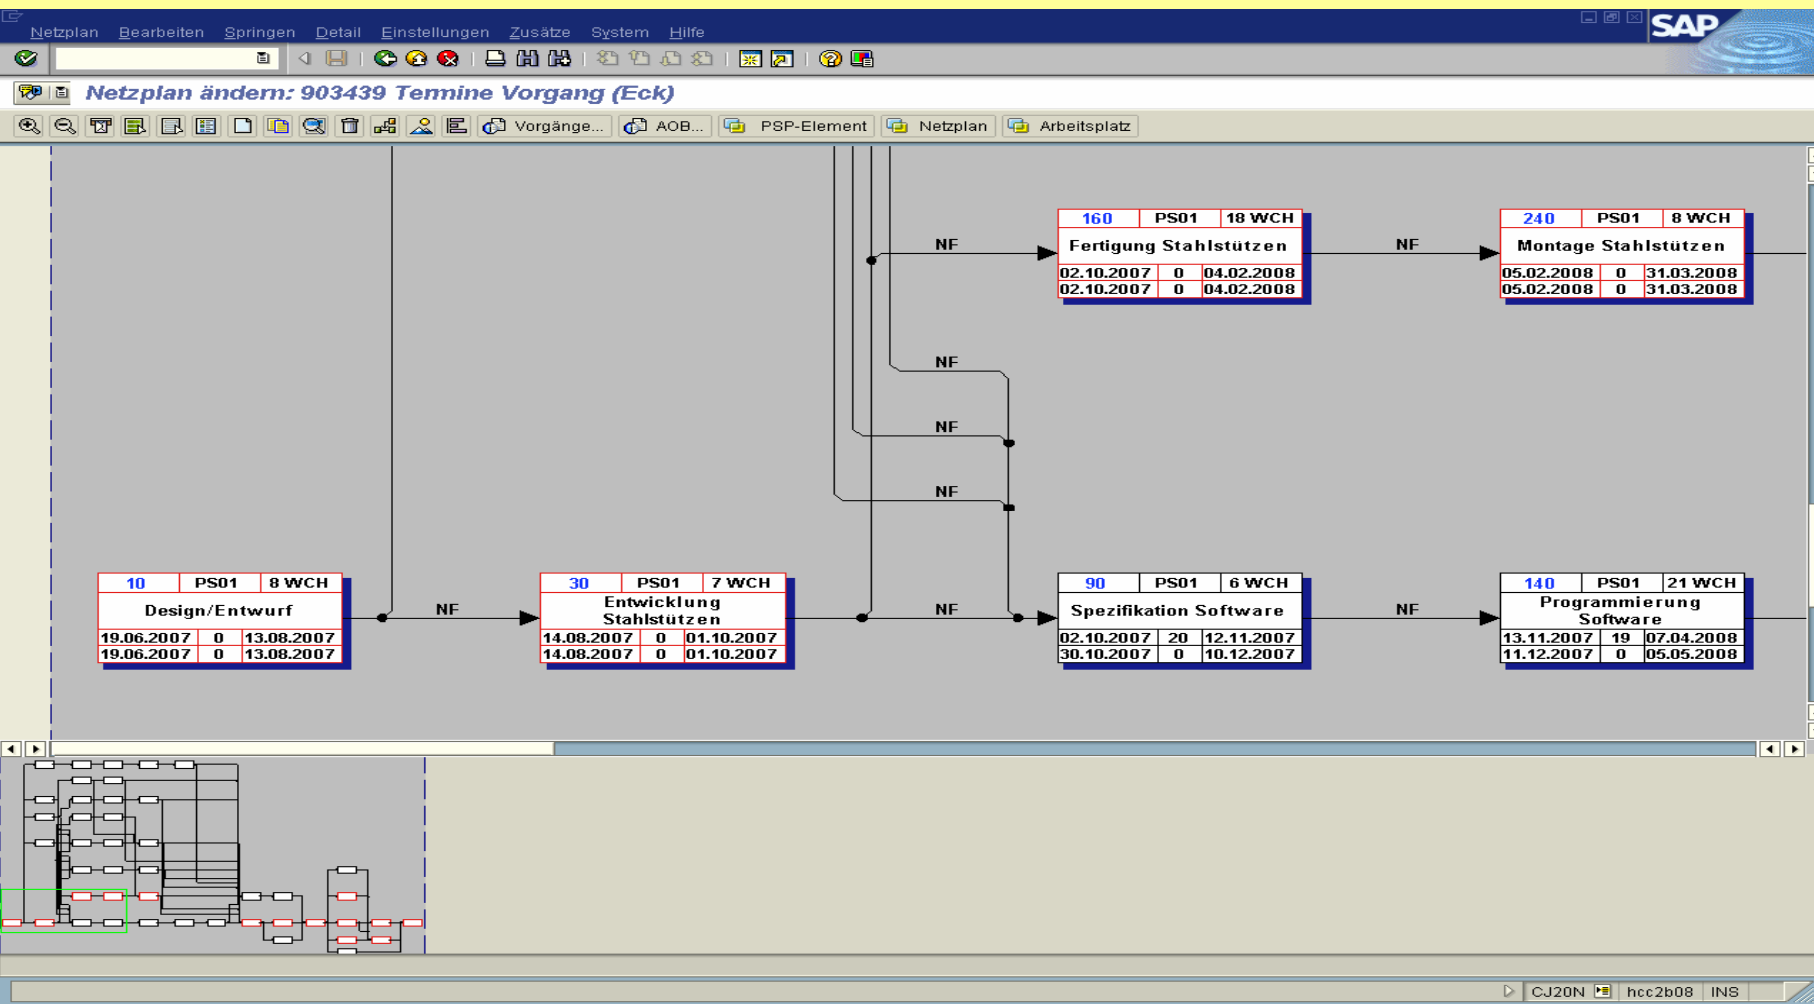 SAP
Netzplan Bearbeiten Springen Detail Einstellungen Zusätze System Hilfe
Netzplan ändern: 903439 Termine Vorgang (Eck)
Vorgänge... AOB... PSP-Element Netzplan Arbeitsplatz
160 PS01 18 WCH
Fertigung Stahlstützen
02.10.2007 0 04.02.2008
02.10.2007 0 04.02.2008
240 PS01 8 WCH
Montage Stahlstützen
05.02.2008 0 31.03.2008
05.02.2008 0 31.03.2008
NF NF
NF
NF
NF
10 PS01 8 WCH
Design/Entwurf
19.06.2007 0 13.08.2007
19.06.2007 0 13.08.2007
NF
30 PS01 7 WCH
Entwicklung
Stahlstützen
14.08.2007 0 01.10.2007
14.08.2007 0 01.10.2007
NF
90 PS01 6 WCH
Spezifikation Software
02.10.2007 20 12.11.2007
30.10.2007 0 10.12.2007
NF
140 PS01 21 WCH
Programmierung
Software
13.11.2007 19 07.04.2008
11.12.2007 0 05.05.2008
CJ20N hcc2b08 INS